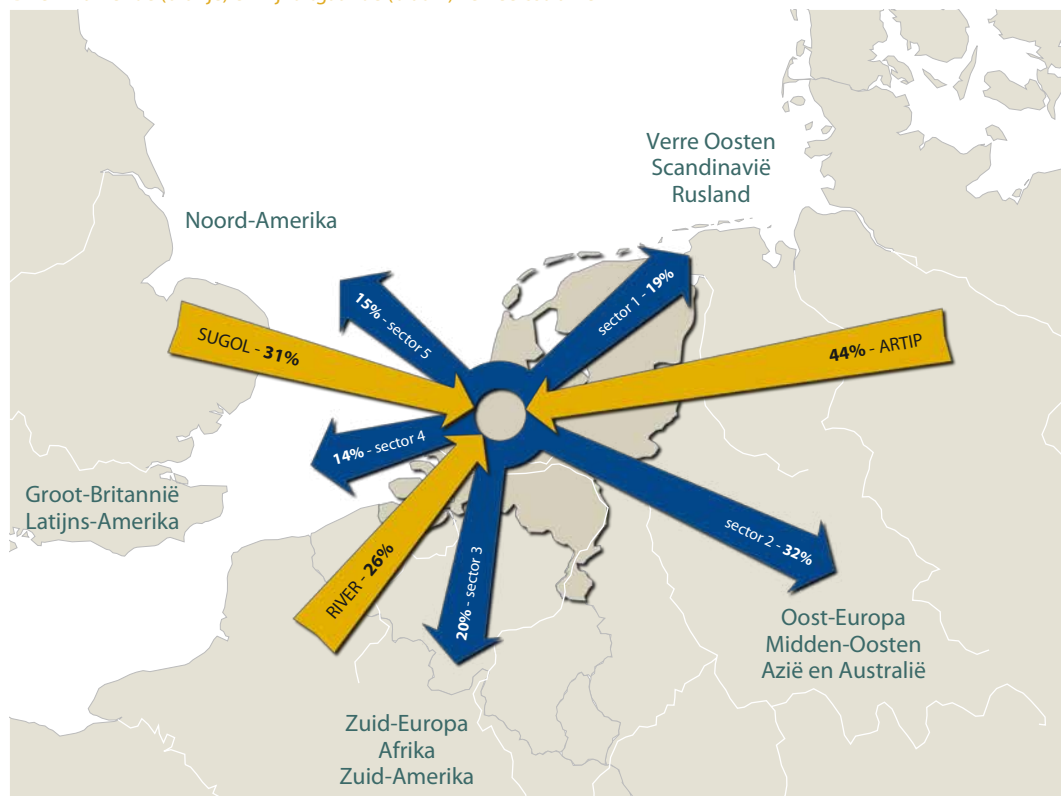 Verre Oosten
Scandinavië
Rusland
Noord-Amerika
15% - sector 5
sector 1 - 19%
SUGOL - 31%
44% - ARTIP
14% - sector 4
Groot-Britannië
Latijns-Amerika
RIVER - 26%
20% - sector 3
sector 2 - 32%
Oost-Europa
Midden-Oosten
Azië en Australië
Zuid-Europa
Afrika
Zuid-Amerika